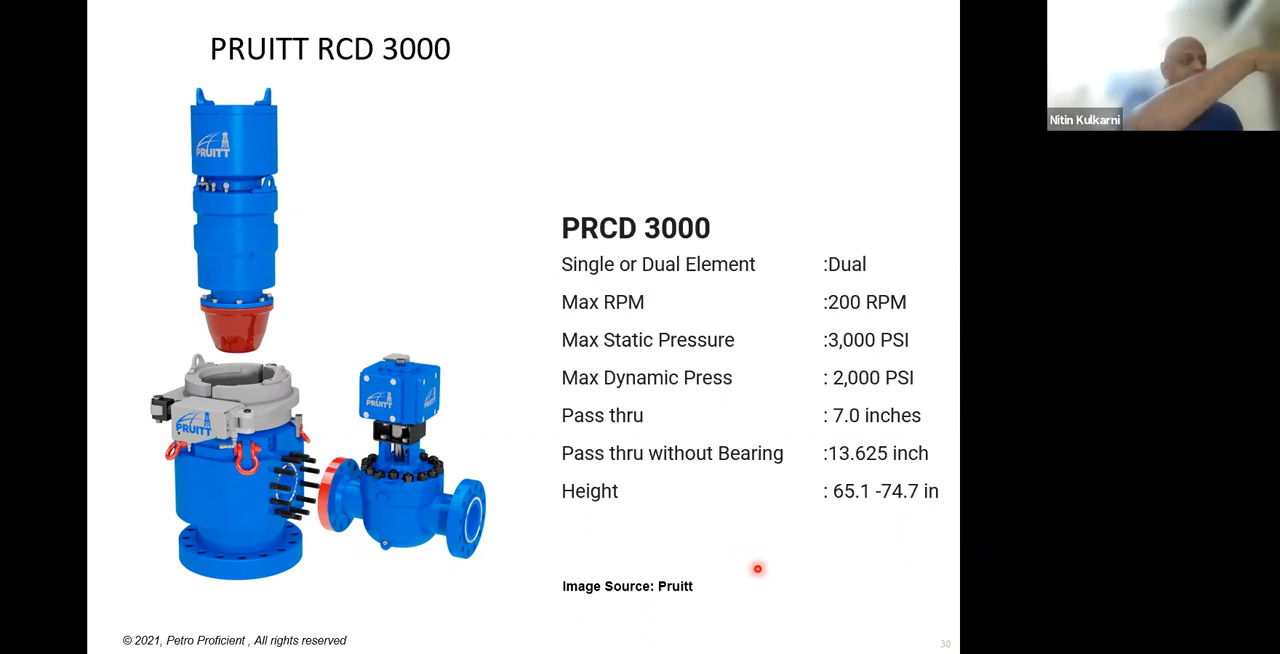 PRUITT RCD 3000
PRUITT
PRUITT
PRUITT
PRCD 3000
Single or Dual Element :Dual
Max RPM :200 RPM
Max Static Pressure :3,000 PSI
Max Dynamic Press : 2,000 PSI
Pass thru : 7.0 inches
Pass thru without Bearing :13.625 inch
Height : 65.1 -74.7 in
Image Source: Pruitt
© 2021, Petro Proficient , All rights reserved
30
Nitin Kulkarni